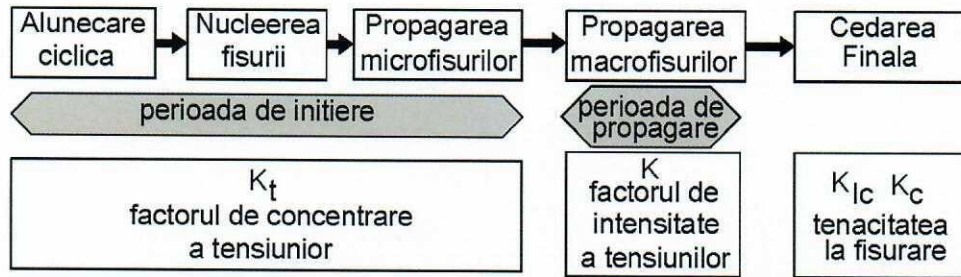 Alunecare
ciclica
Nucleerea
fisurii
Propagarea
microfisurilor
Propagarea
macrofisurilor
Cedarea
Finala
perioada de initiere
perioada de
propagare
Kt
factorul de concentrare
a tensiunior
K
factorul de
intensitate
a tensiunilor
KIc Kc
tenacitatea
la fisurare